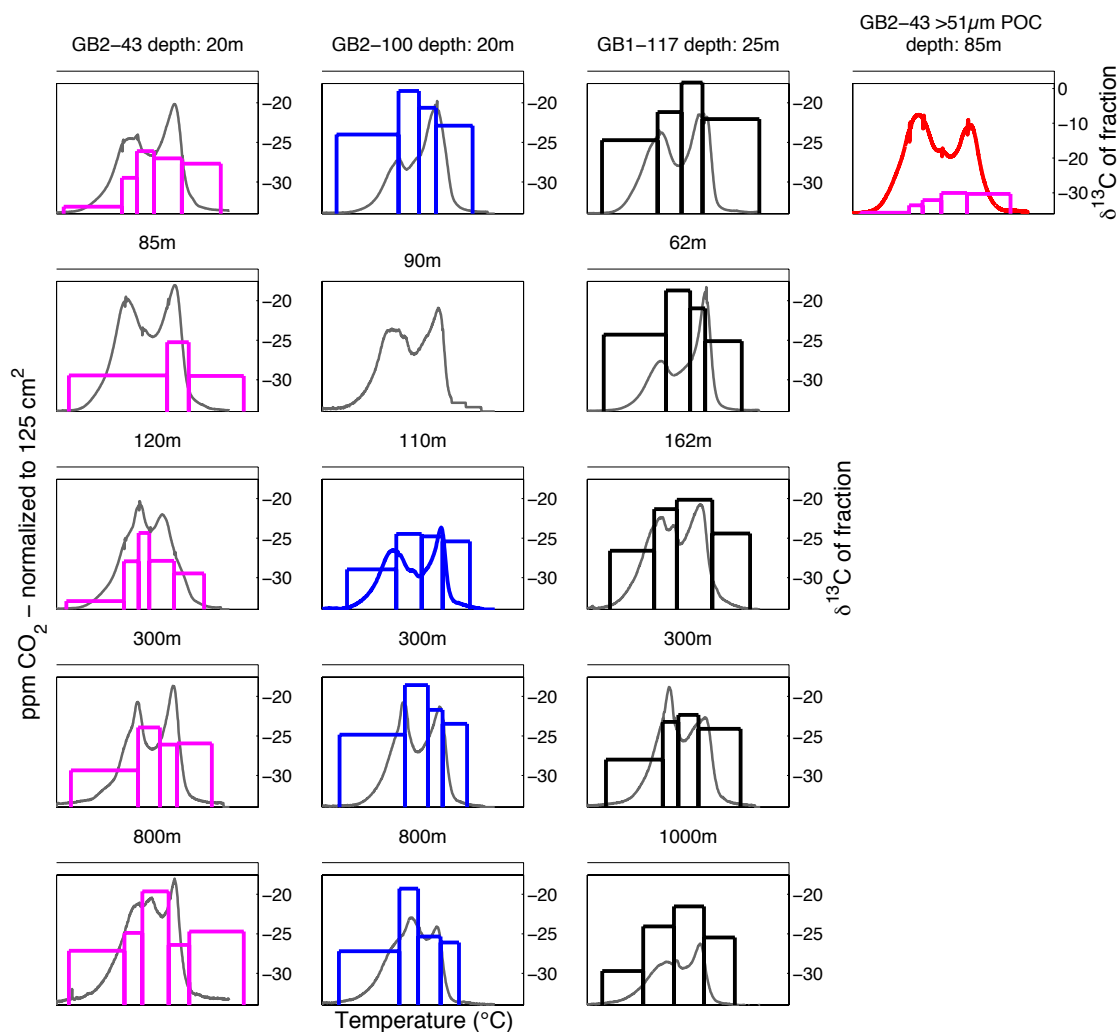 GB2−43 depth: 20m
GB2−100 depth: 20m
GB1−117 depth: 25m
GB2−43 >51µm POC
depth: 85m
−20
−25
−30
−20
−25
−30
−20
−25
−30
0
−10
−20
−30
δ13C of fraction
85m
90m
62m
−20
−25
−30
−20
−25
−30
120m
110m
162m
−20
−25
−30
−20
−25
−30
−20
−25
−30
δ13C of fraction
ppm CO2 − normalized to 125 cm2
300m
300m
300m
−20
−25
−30
−20
−25
−30
−20
−25
−30
800m
800m
1000m
−20
−25
−30
−20
−25
−30
−20
−25
−30
Temperature (°C)